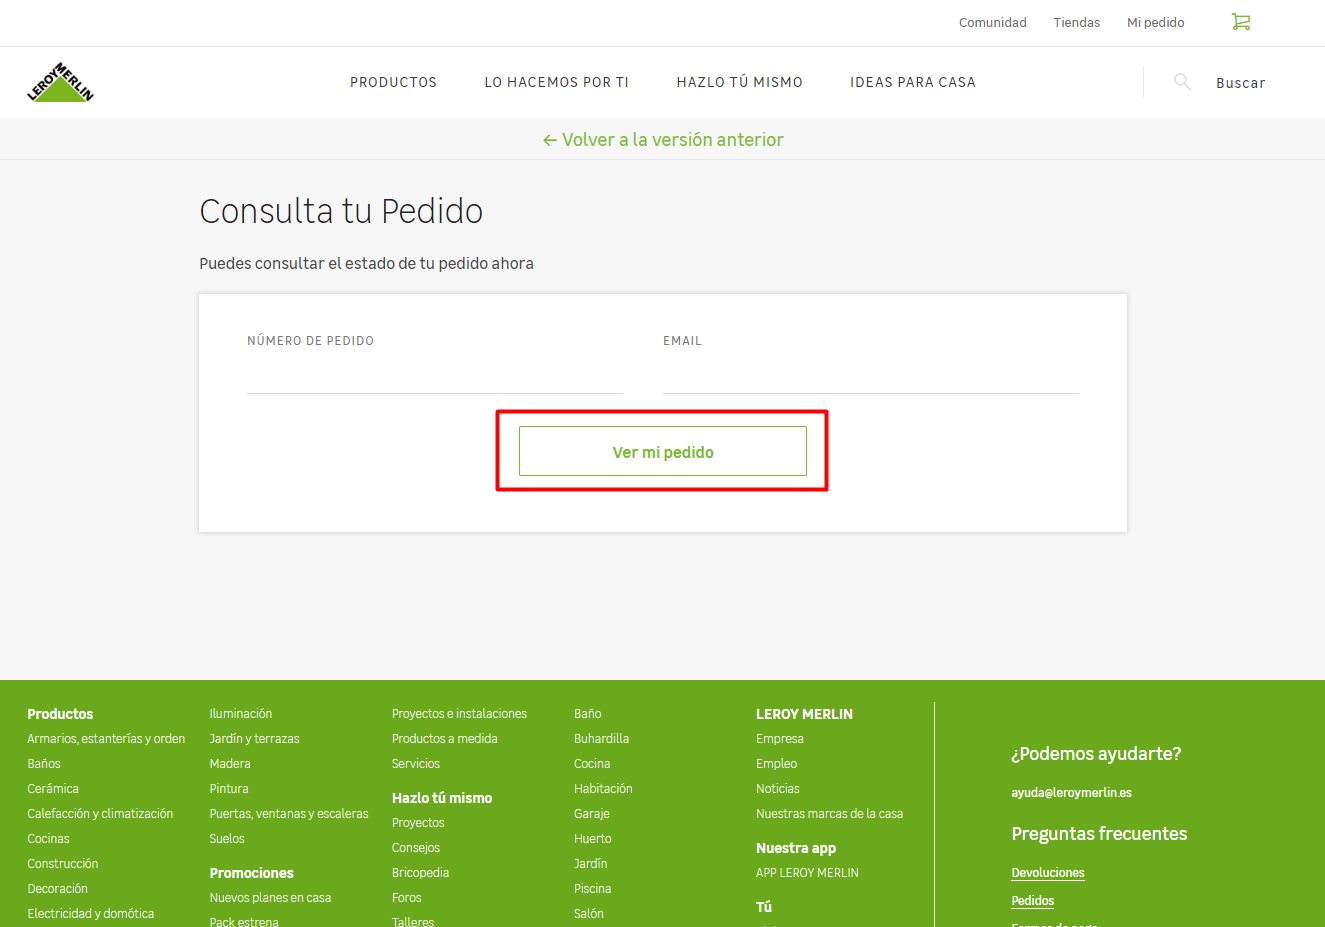 Comunidad Tiendas Mi pedido
LEROY MERLIN
PRODUCTOS LO HACEMOS POR TI HAZLO TÚ MISMO IDEAS PARA CASA Buscar
← Volver a la versión anterior
Consulta tu Pedido
Puedes consultar el estado de tu pedido ahora
NÚMERO DE PEDIDO EMAIL
Ver mi pedido
Productos
Armarios, estanterías y orden
Baños
Cerámica
Calefacción y climatización
Cocinas
Construcción
Decoración
Electricidad y domótica
Iluminación
Jardín y terrazas
Madera
Pintura
Puertas, ventanas y escaleras
Suelos
Promociones
Nuevos planes en casa
Pack estrena
Proyectos e instalaciones
Productos a medida
Servicios
Hazlo tú mismo
Proyectos
Consejos
Bricopedia
Foros
Talleres
Baño
Buhardilla
Cocina
Habitación
Garaje
Huerto
Jardín
Piscina
Salón
LEROY MERLIN
Empresa
Empleo
Noticias
Nuestras marcas de la casa
Nuestra app
APP LEROY MERLIN
Tú
¿Podemos ayudarte?
ayuda@leroymerlin.es
Preguntas frecuentes
Devoluciones
Pedidos
Formas de pago